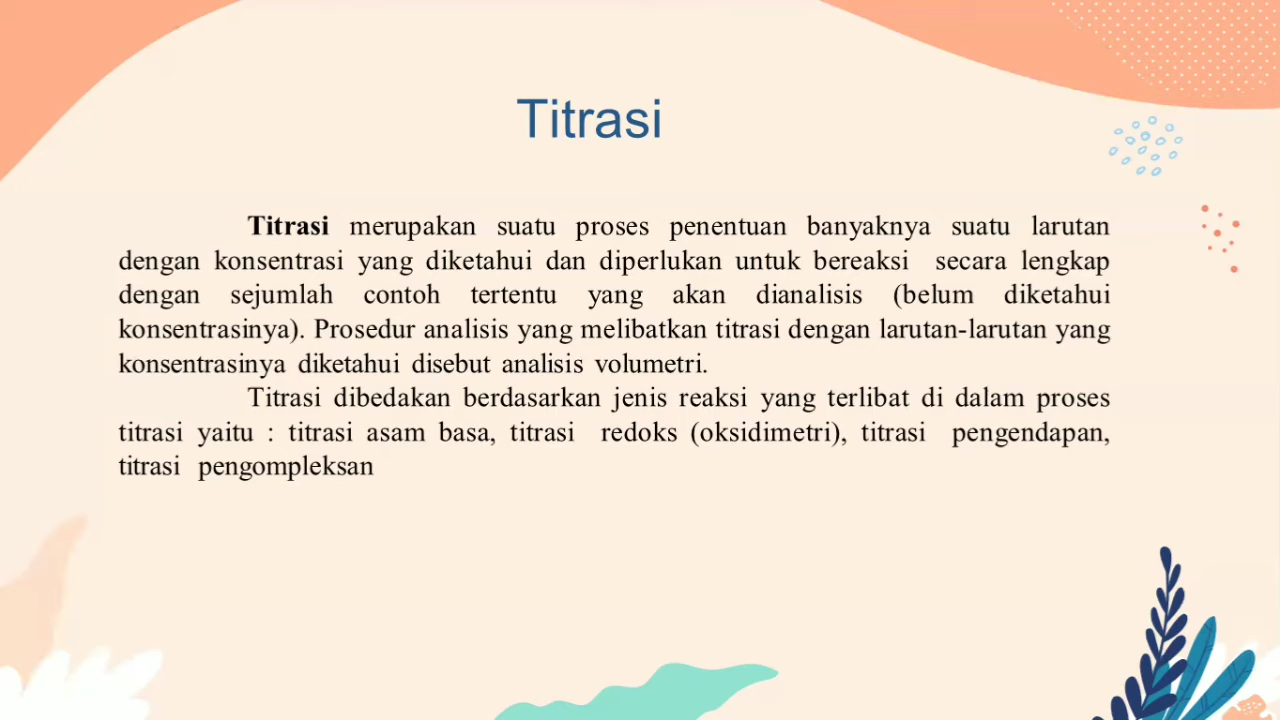 Titrasi
Titrasi merupakan suatu proses penentuan banyaknya suatu larutan
dengan konsentrasi yang diketahui dan diperlukan untuk bereaksi secara lengkap
dengan sejumlah contoh tertentu yang akan dianalisis (belum diketahui
konsentrasinya). Prosedur analisis yang melibatkan titrasi dengan larutan-larutan yang
konsentrasinya diketahui disebut analisis volumetri.
Titrasi dibedakan berdasarkan jenis reaksi yang terlibat di dalam proses
titrasi yaitu : titrasi asam basa, titrasi redoks (oksidimetri), titrasi pengendapan,
titrasi pengompleksan